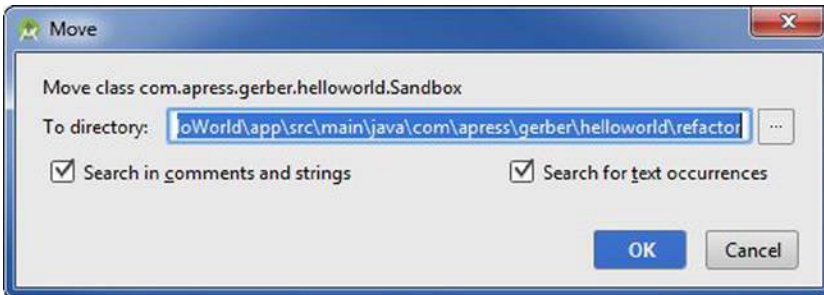 Move
Move class com.apress.gerber.helloworld.Sandbox
To directory: loWorld\app\src\main\java\com\apress\gerber\helloworld\refactor ...
Search in comments and strings Search for text occurrences
OK Cancel